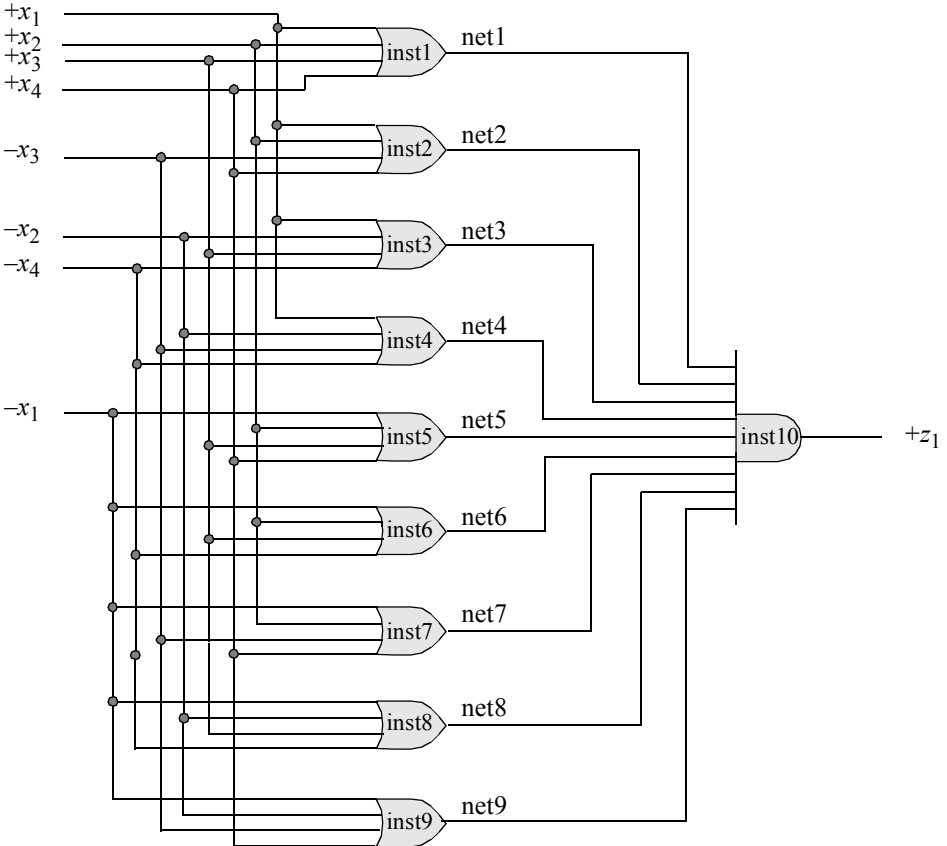 +x1
+x2
+x3
+x4
–x3
–x2
–x4
–x1
inst1 net1
inst2 net2
inst3 net3
inst4 net4
inst5 net5
inst6 net6
inst7 net7
inst8 net8
inst9 net9
inst10 +z1